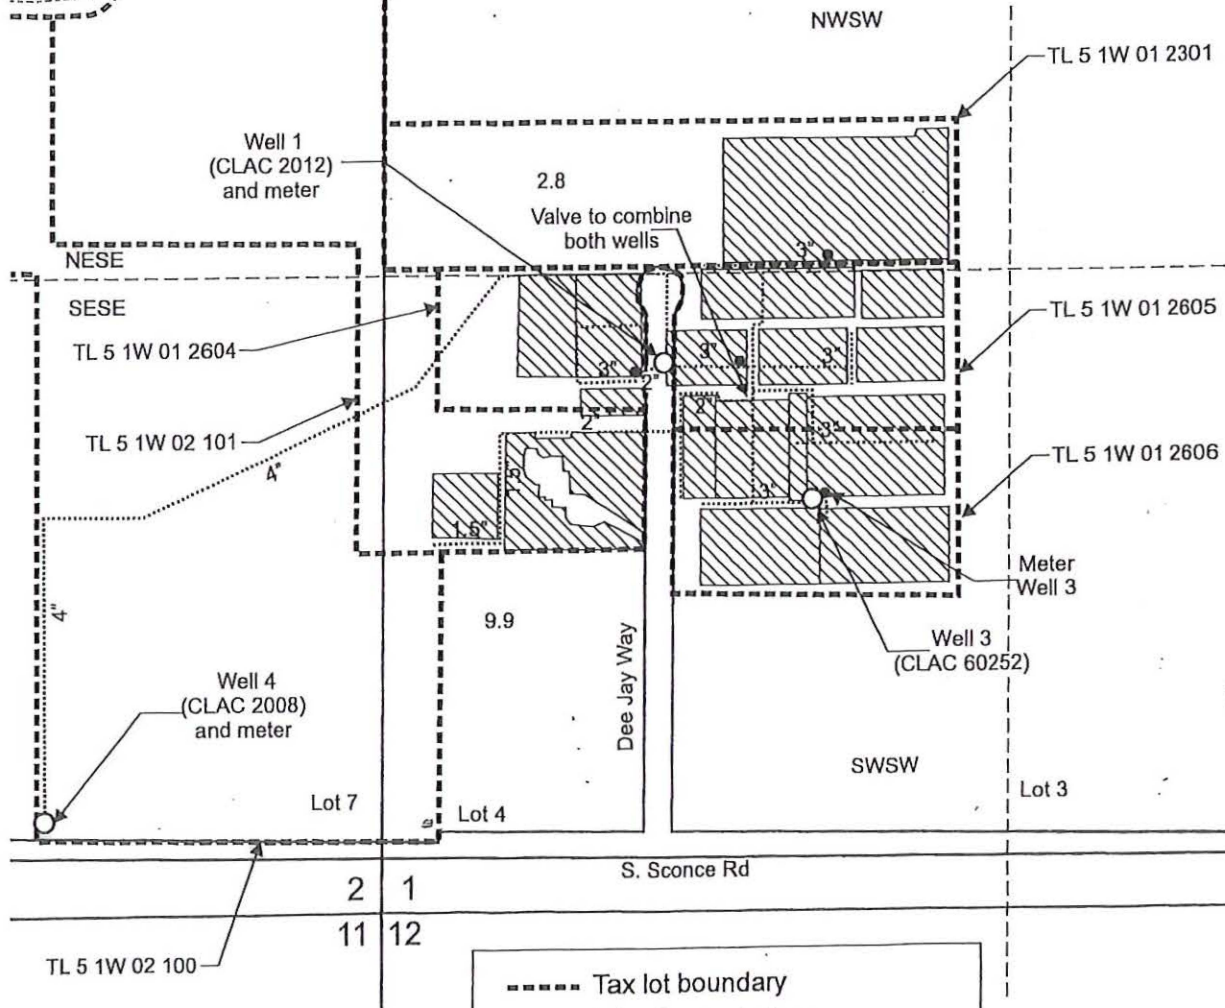 NWSW
TL 5 1W 01 2301
Well 1
(CLAC 2012)
and meter
2.8
Valve to combine
both wells
3"
NESE
SESE
TL 5 1W 01 2604
TL 5 1W 01 2605
3"
3"
3"
2"
TL 5 1W 02 101
2"
2"
3"
4"
TL 5 1W 01 2606
1.5"
3"
1.5"
Meter
Well 3
4"
9.9
Well 3
(CLAC 60252)
Dee Jay Way
Well 4
(CLAC 2008)
and meter
SWSW
Lot 7
Lot 4
Lot 3
S. Sconce Rd
2 1
11 12
TL 5 1W 02 100
Tax lot boundary